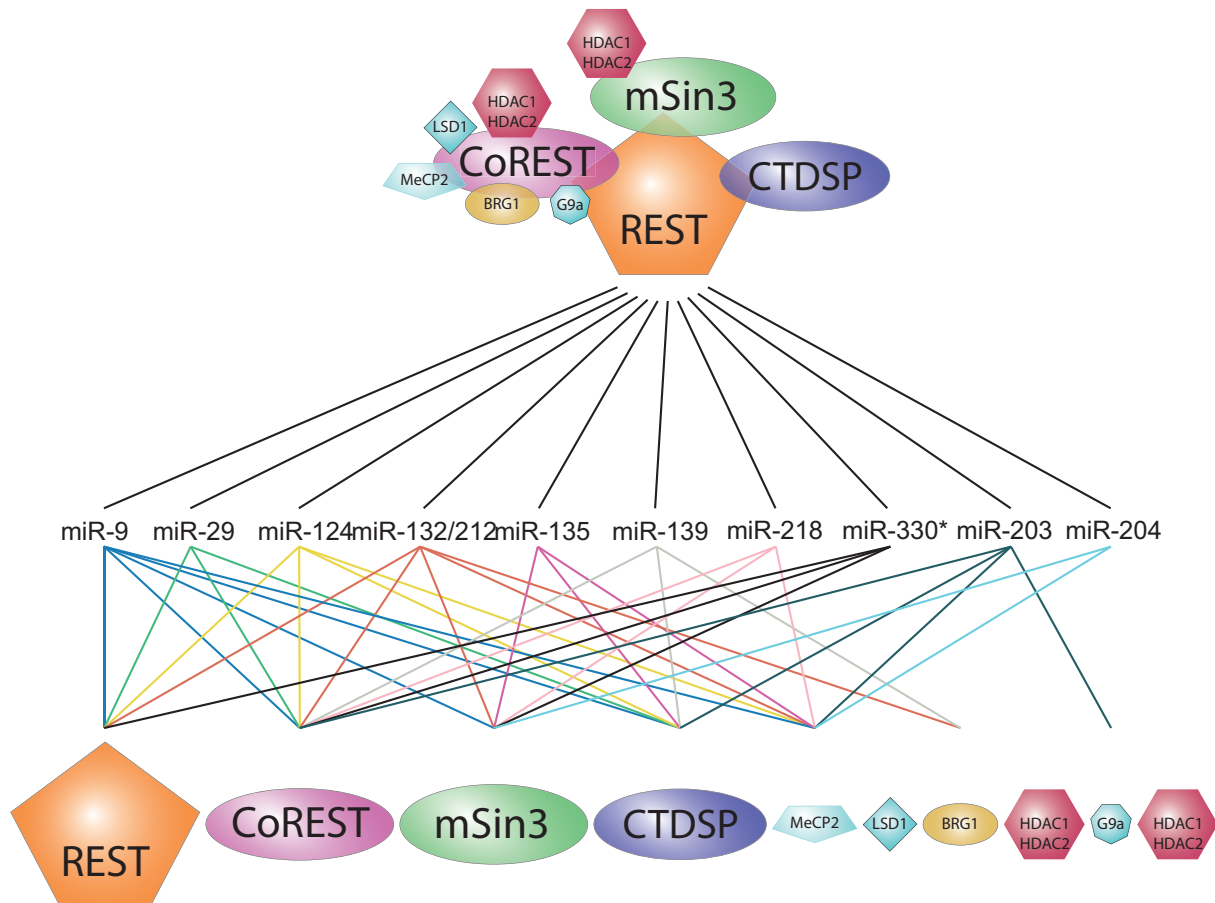 HDAC1
HDAC2
mSin3
HDAC1
HDAC2
LSD1
CoREST
CTDSP
MeCP2
BRG1
G9a
REST
miR-9
miR-29
miR-124
miR-132/212
miR-135
miR-139
miR-218
miR-330*
miR-203
miR-204
REST
CoREST
mSin3
CTDSP
MeCP2
LSD1
BRG1
HDAC1
HDAC2
G9a
HDAC1
HDAC2